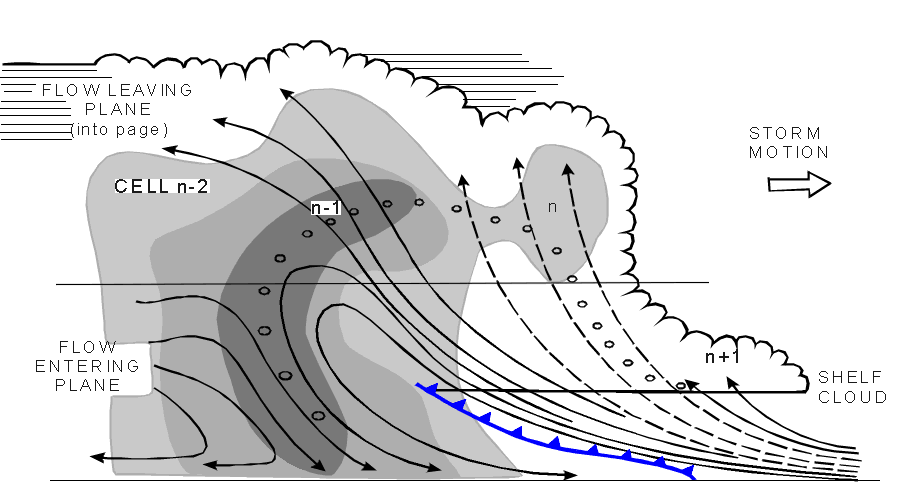 FLOW LEAVING
PLANE
(into page)
STORM
MOTION
CELL n-2
n-1
n
FLOW
ENTERING
PLANE
n+1
SHELF
CLOUD